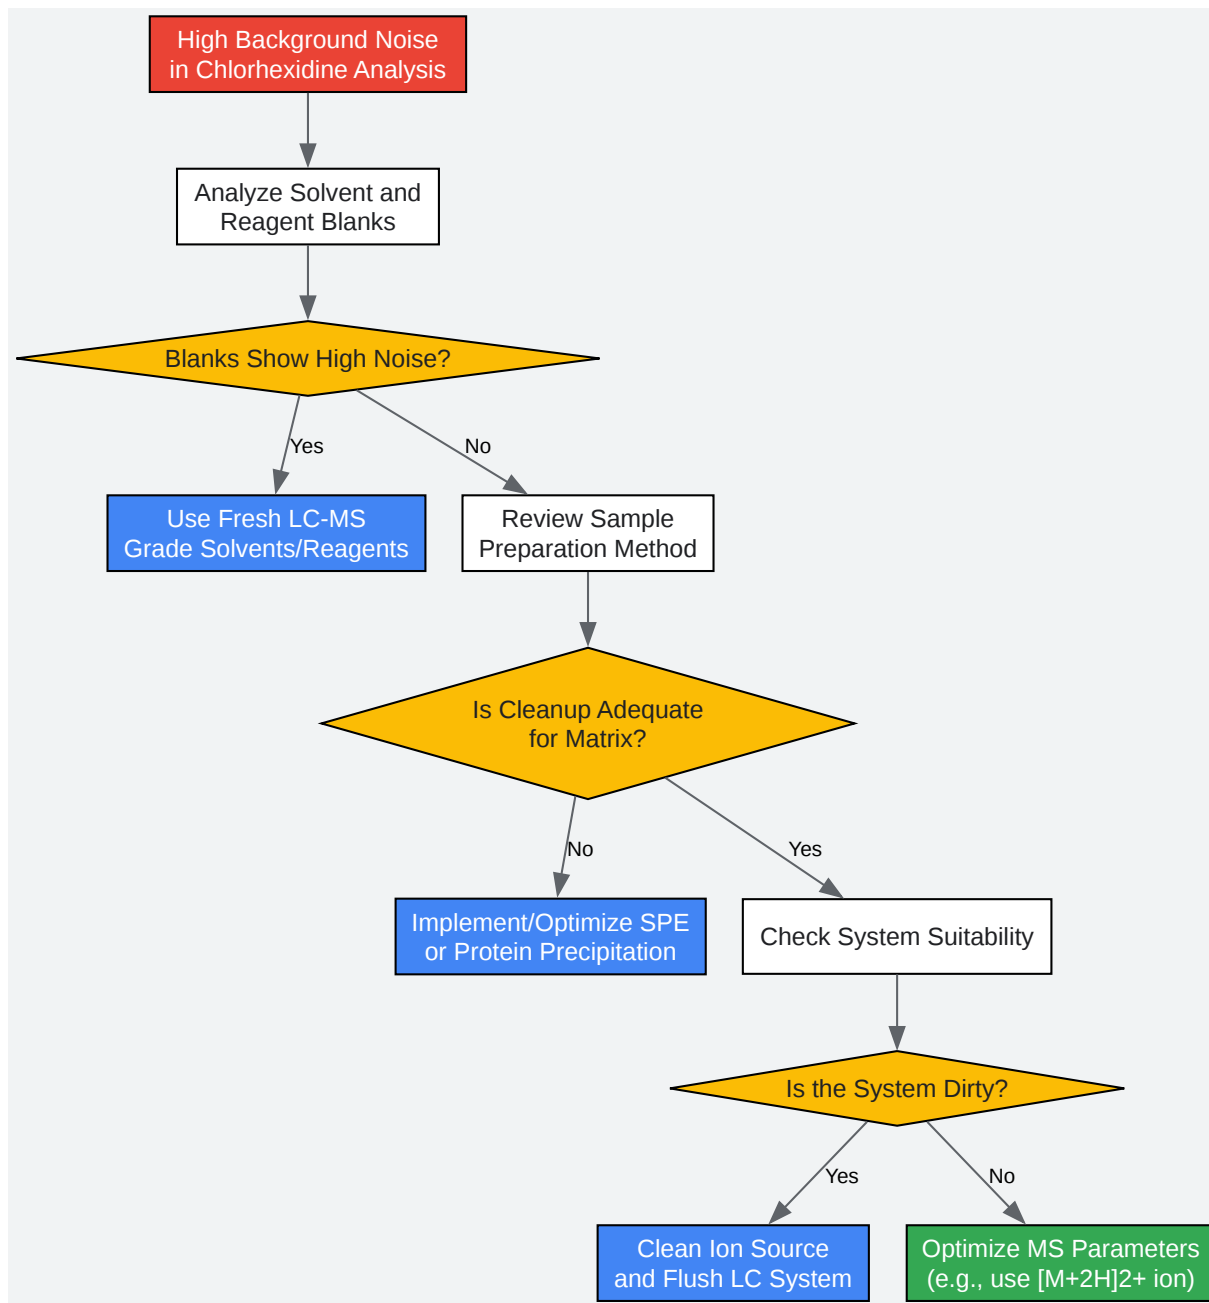 High Background Noise
in Chlorhexidine Analysis
Analyze Solvent and
Reagent Blanks
Blanks Show High Noise?
Yes
No
Use Fresh LC-MS
Grade Solvents/Reagents
Review Sample
Preparation Method
Is Cleanup Adequate
for Matrix?
No
Yes
Implement/Optimize SPE
or Protein Precipitation
Check System Suitability
Is the System Dirty?
Yes
No
Clean Ion Source
and Flush LC System
Optimize MS Parameters
(e.g., use [M+2H]2+ ion)